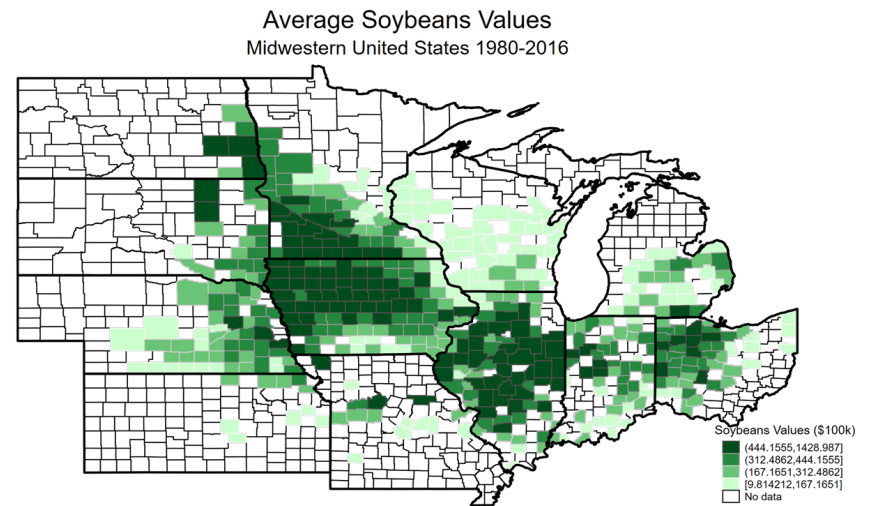 Average Soybeans Values
Midwestern United States 1980-2016
Soybeans Values ($100k)
(444.1555,1428.987]
(312.4862,444.1555]
(167.1651,312.4862]
[9.814212,167.1651]
No data